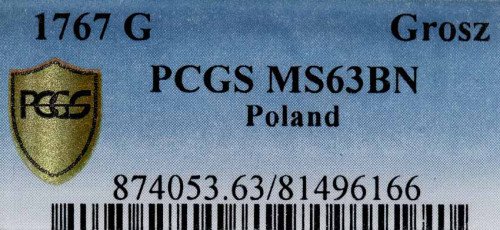 1767 G Grosz
PCGS MS63BN
PCGS
Poland
874053.63/81496166